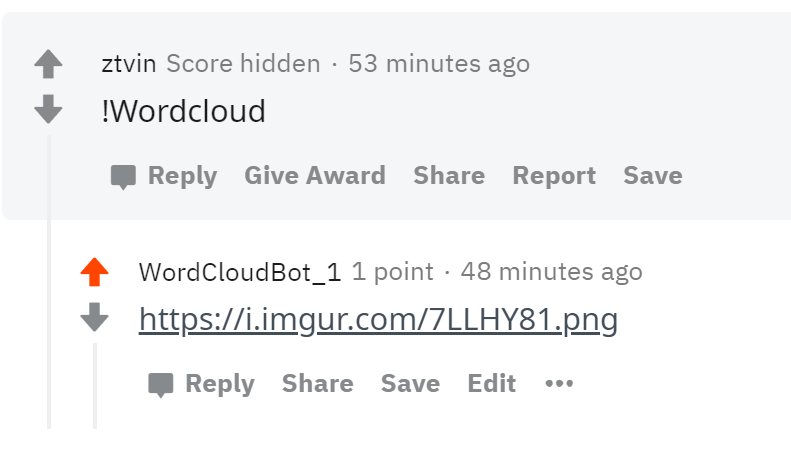 ztvin Score hidden · 53 minutes ago
!Wordcloud
Reply Give Award Share Report Save
WordCloudBot_1 1 point · 48 minutes ago
https://i.imgur.com/7LLHY81.png
Reply Share Save Edit •••